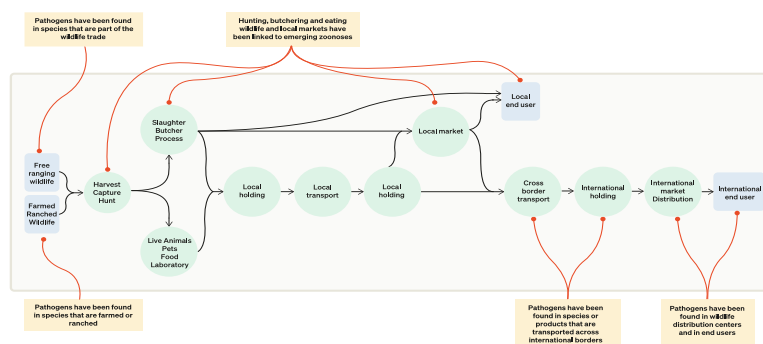 Pathogens have been found
in species that are part of the
wildlife trade
Hunting, butchering and eating
wildlife and local markets have
been linked to emerging zoonoses
Slaughter
Butcher
Process
Local
end user
Local market
Free
ranging
wildlife
Farmed
Ranched
Wildlife
Harvest
Capture
Hunt
Local
holding
Local
transport
Local
holding
Cross
border
transport
International
holding
International
market
Distribution
International
end user
Live Animals
Pets
Food
Laboratory
Pathogens have been found
in species that are farmed or
ranched
Pathogens have been
found in species or
products that are
transported across
international borders
Pathogens have been
found in wildlife
distribution centers
and in end users